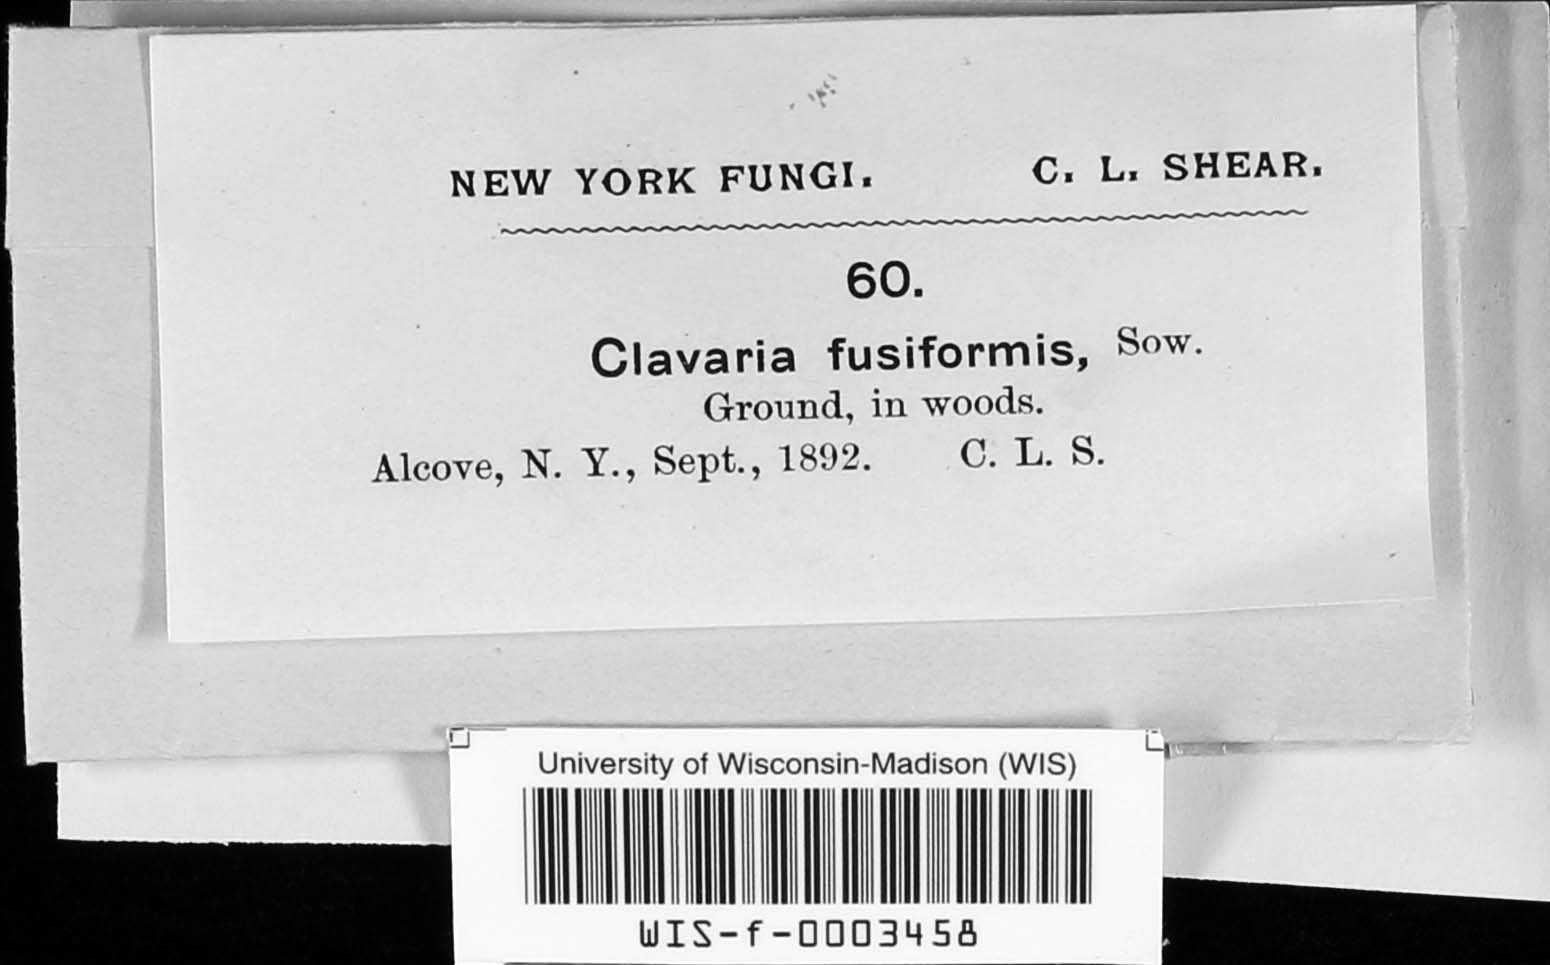 NEW YORK FUNGI. C. L. SHEAR.
60.
Clavaria fusiformis, Sow.
Ground, in woods.
Alcove, N. Y., Sept., 1892. C. L. S.
University of Wisconsin-Madison (WIS)
WIS-f-0003458